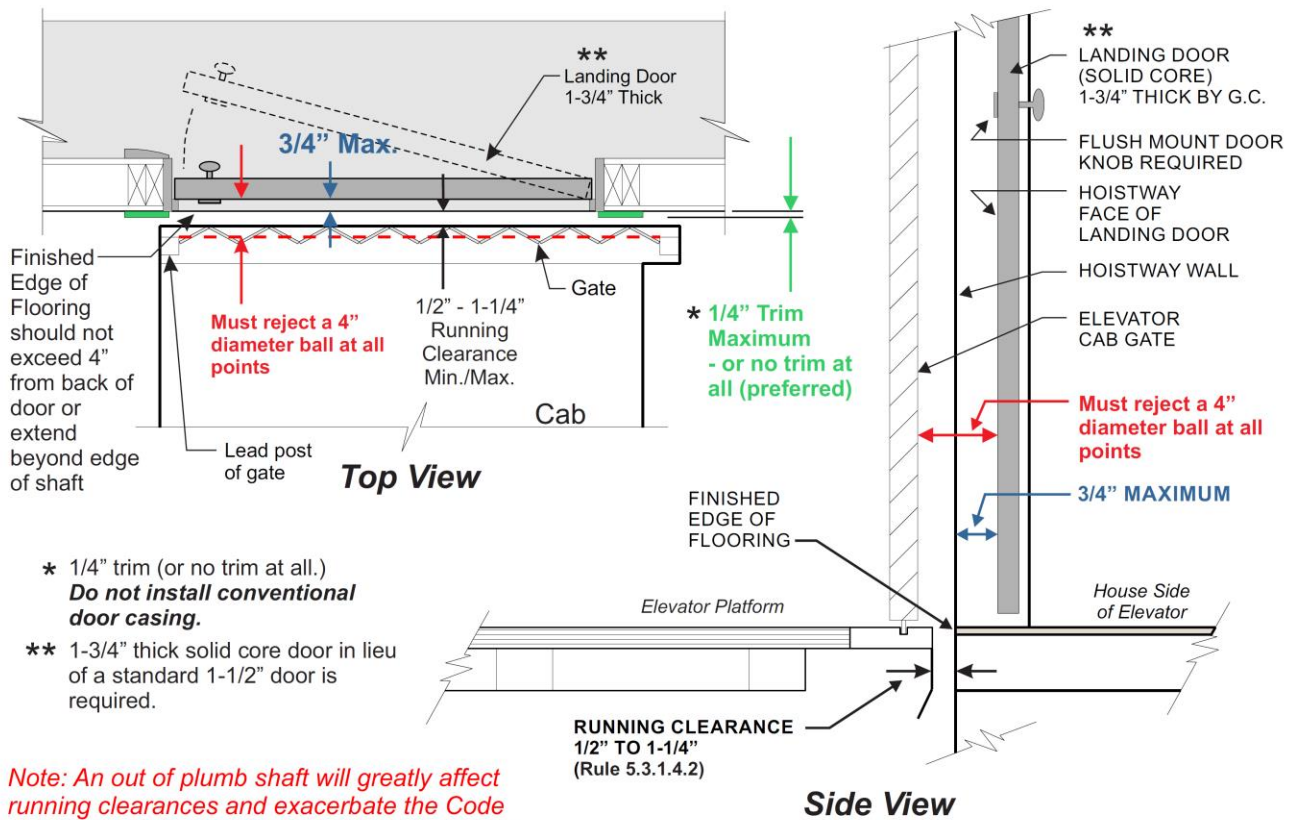 **
Landing Door
1-3/4” Thick
3/4” Max.
Finished
Edge of
Flooring
should not
exceed 4”
from back of
door or
extend
beyond edge
of shaft
Must reject a 4”
diameter ball at all
points
1/2” - 1-1/4”
Running
Clearance
Min./Max.
Gate
* 1/4” Trim
Maximum
- or no trim at
all (preferred)
Cab
Lead post
of gate
Top View
* 1/4” trim (or no trim at all.)
Do not install conventional
door casing.
** 1-3/4” thick solid core door in lieu
of a standard 1-1/2” door is
required.
Note: An out of plumb shaft will greatly affect
running clearances and exacerbate the Code
**
LANDING DOOR
(SOLID CORE)
1-3/4” THICK BY G.C.
FLUSH MOUNT DOOR
KNOB REQUIRED
HOISTWAY
FACE OF
LANDING DOOR
HOISTWAY WALL
ELEVATOR
CAB GATE
Must reject a 4”
diameter ball at all
points
3/4” MAXIMUM
FINISHED
EDGE OF
FLOORING
Elevator Platform
House Side
of Elevator
RUNNING CLEARANCE
1/2” TO 1-1/4”
(Rule 5.3.1.4.2)
Side View